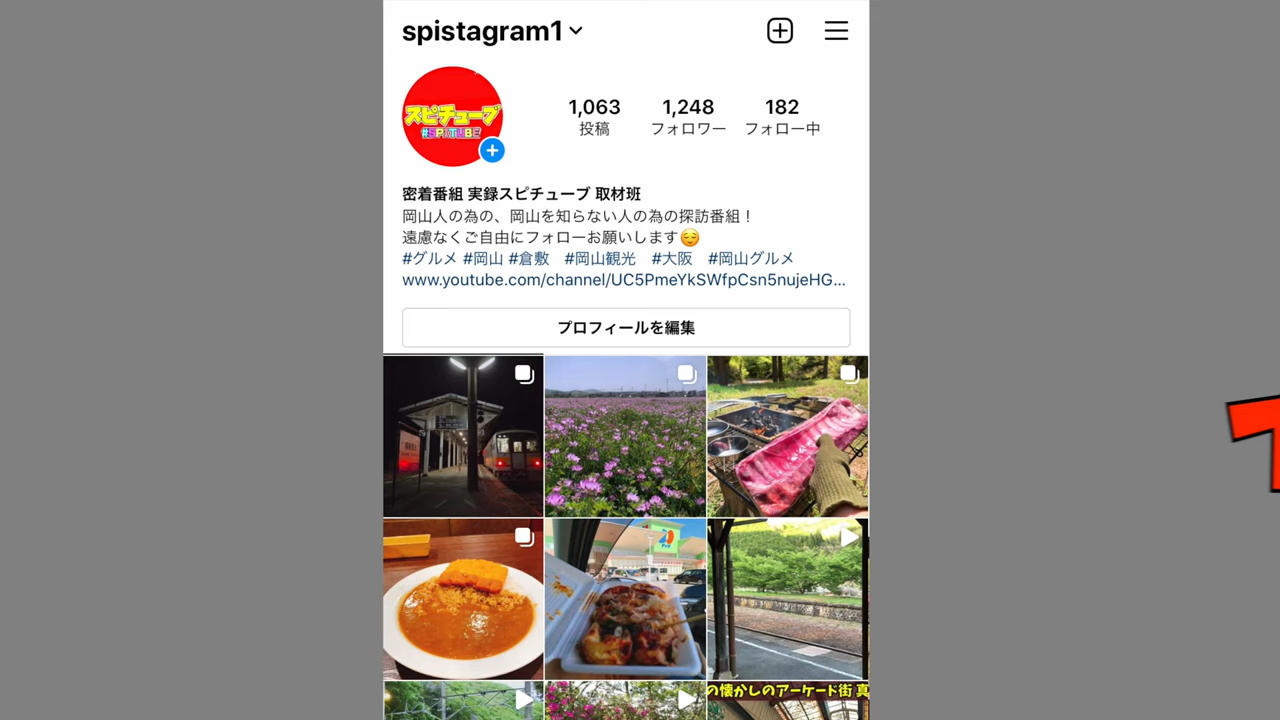 spistagram1
スピチューブ
#SPITUBE
1,063 1,248 182
投稿 フォロワー フォロー中
密着番組 実録スピチューブ 取材班
岡山人の為の、岡山を知らない人の為の探訪番組！
遠慮なくご自由にフォローお願いします😌
#グルメ #岡山 #倉敷　#岡山観光　#大阪　#岡山グルメ
www.youtube.com/channel/UC5PmeYkSWfpCsn5nujeHG...
プロフィールを編集
の懐かしのアーケード街 真